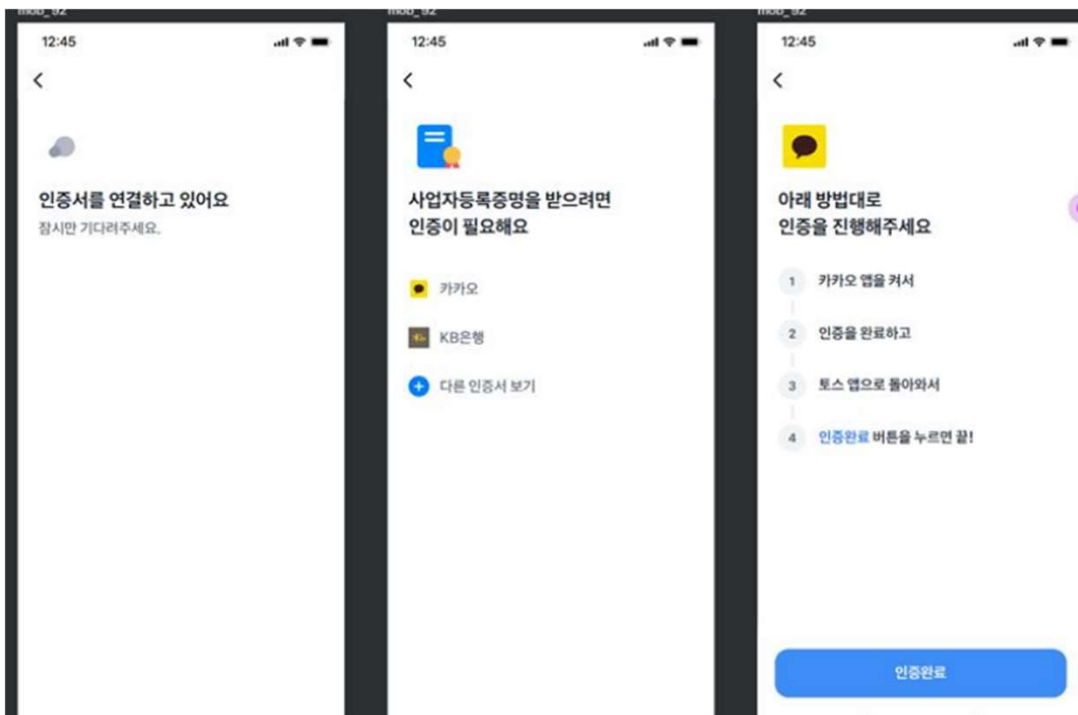 mob_92
12:45
인증서를 연결하고 있어요
잠시만 기다려주세요.
mob_92
12:45
사업자등록증명을 받으려면
인증이 필요해요
카카오
KB은행
다른 인증서 보기
mob_92
12:45
아래 방법대로
인증을 진행해주세요
1 카카오 앱을 켜서
2 인증을 완료하고
3 토스 앱으로 돌아와서
4 인증완료 버튼을 누르면 끝!
인증완료